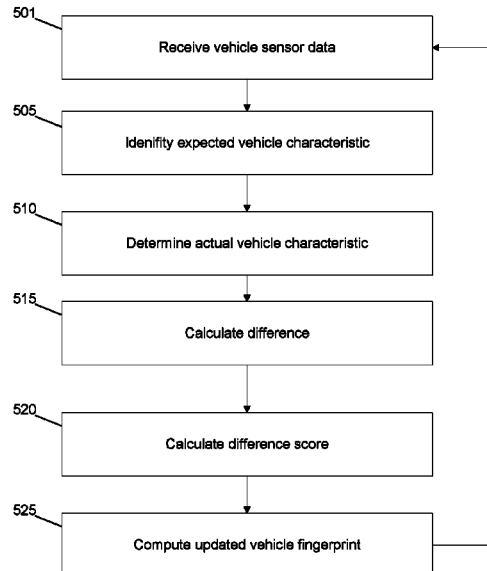 501
Receive vehicle sensor data
505
Idenifity expected vehicle characteristic
510
Determine actual vehicle characteristic
515
Calculate difference
520
Calculate difference score
525
Compute updated vehicle fingerprint